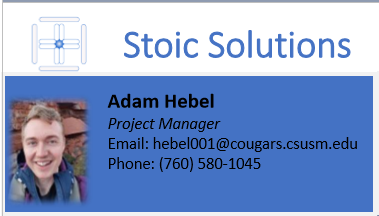 Stoic Solutions
Adam Hebel
Project Manager
Email: hebel001@cougars.csusm.edu
Phone: (760) 580-1045